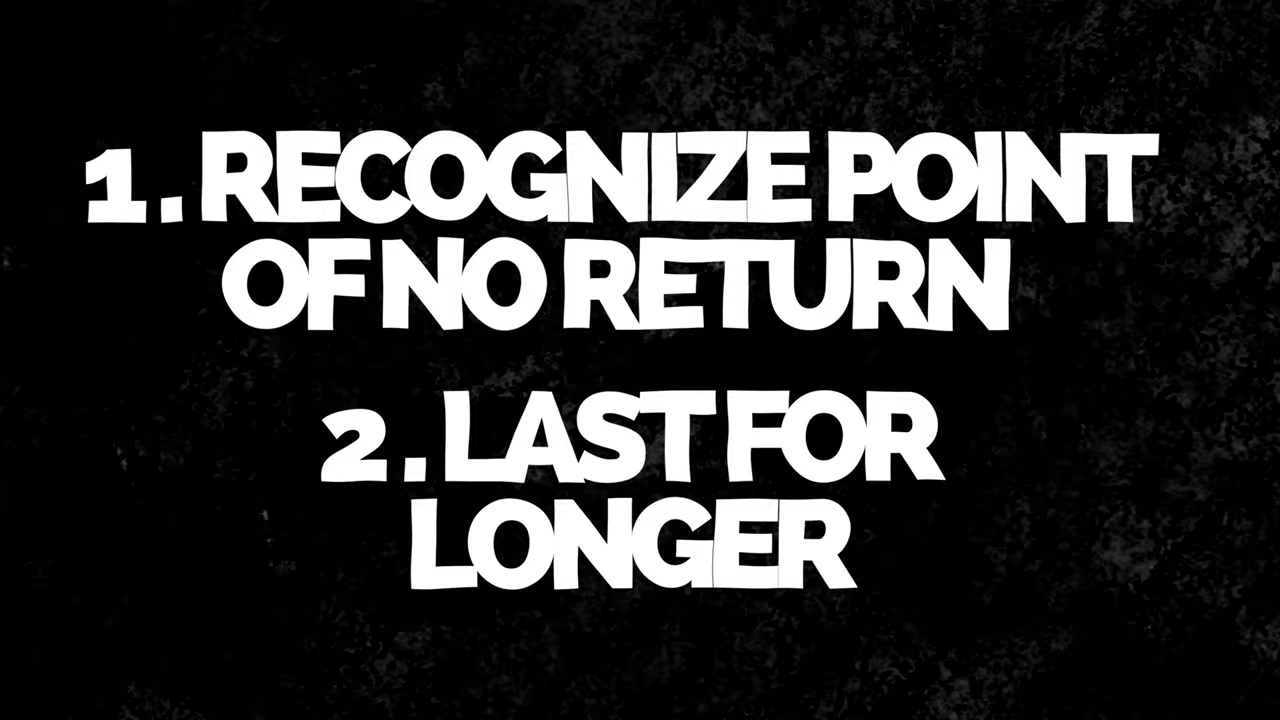 1. RECOGNIZE POINT
OF NO RETURN
2. LAST FOR
LONGER